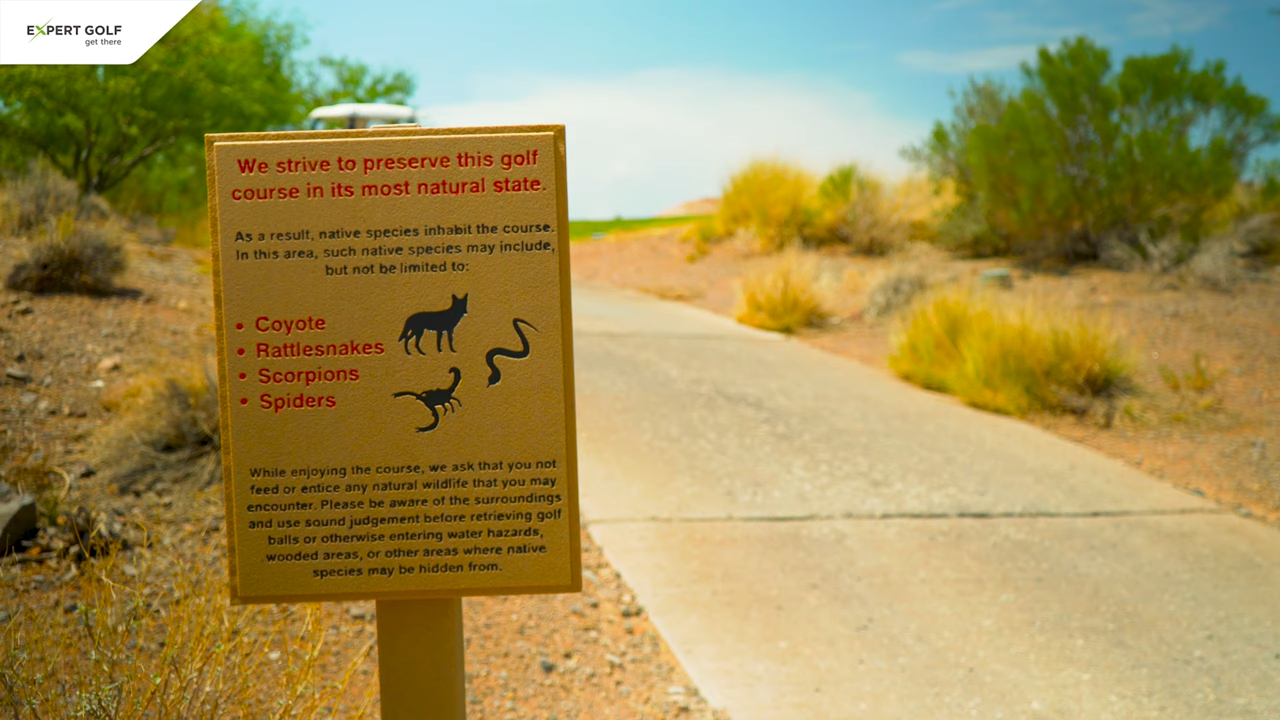 EXPERT GOLF
get there
We strive to preserve this golf
course in its most natural state.
As a result, native species inhabit the course.
In this area, such native species may include,
but not be limited to:
• Coyote
• Rattlesnakes
• Scorpions
• Spiders
While enjoying the course, we ask that you not
feed or entice any natural wildlife that you may
encounter. Please be aware of the surroundings
and use sound judgement before retrieving golf
balls or otherwise entering water hazards,
wooded areas, or other areas where native
species may be hidden from.